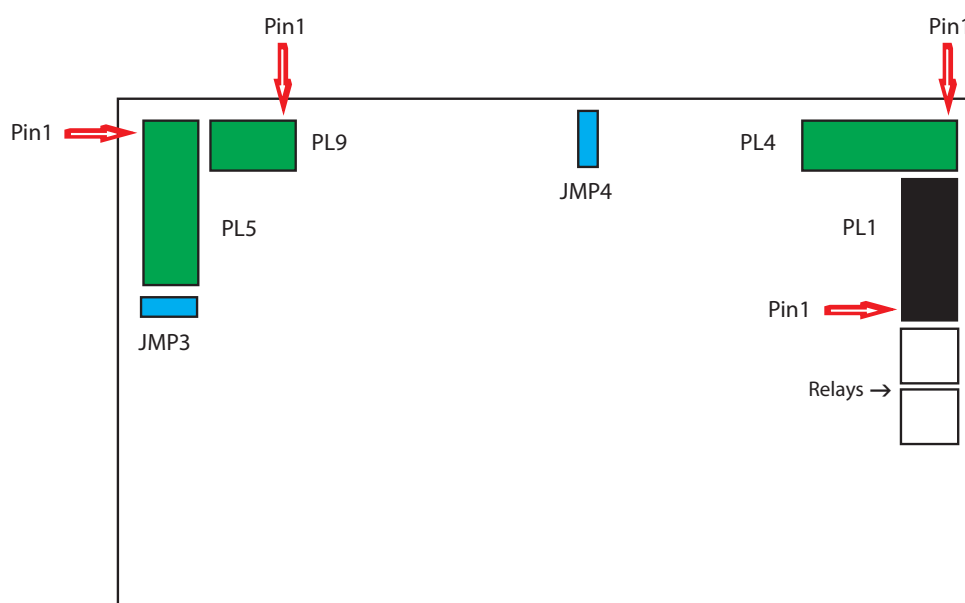 Pin1
Pin1
Pin1
PL9
PL4
JMP4
PL5
PL1
Pin1
JMP3
Relays →